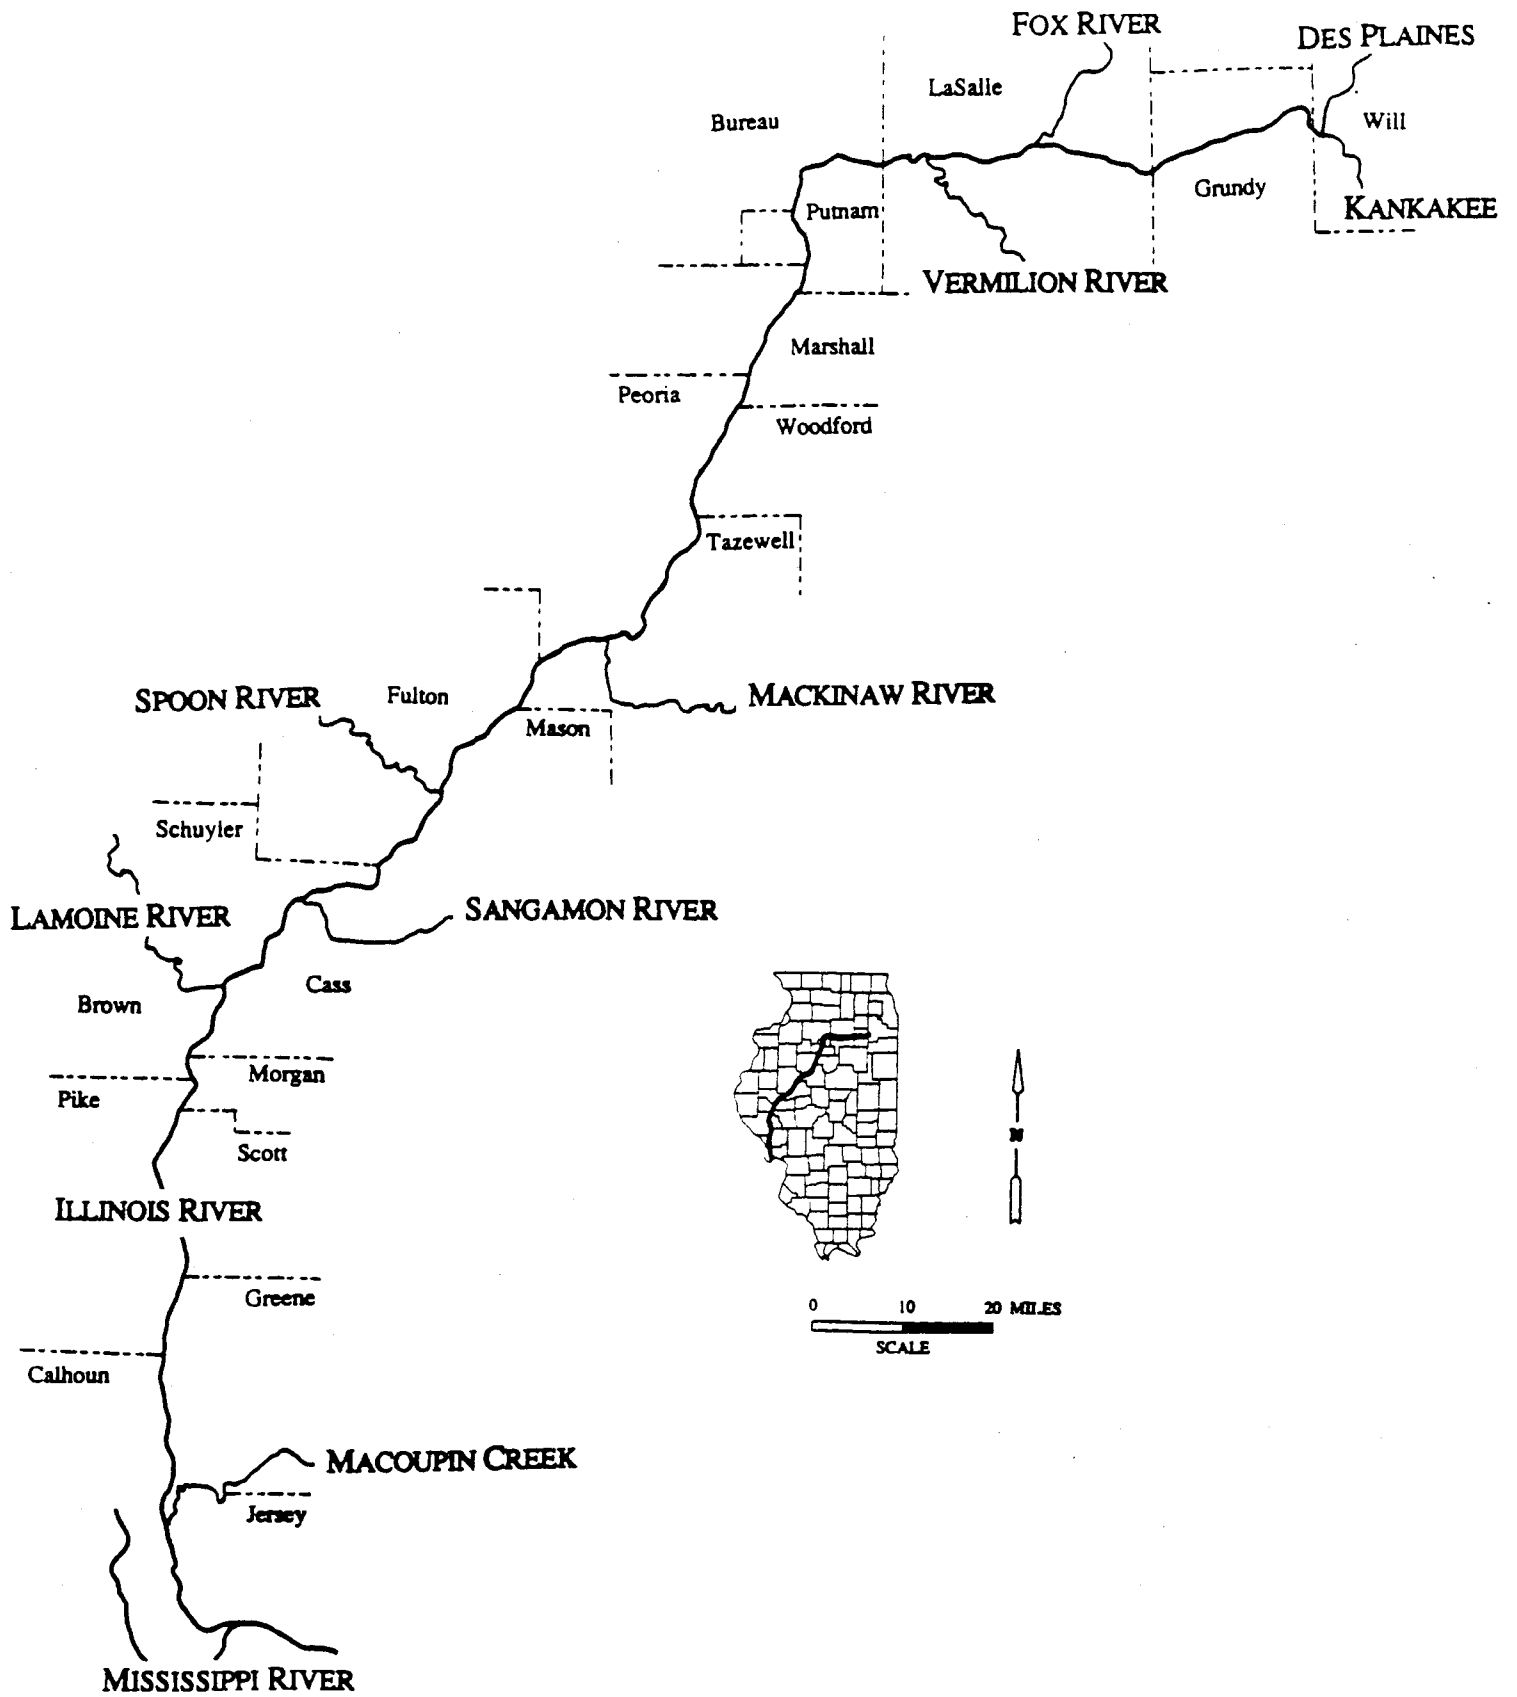 FOX RIVER
DES PLAINES
LaSalle
Bureau
Will
Grundy
Putnam
KANKAKEE
VERMILION RIVER
Marshall
Peoria
Woodford
Tazewell
SPOON RIVER
Fulton
MACKINAW RIVER
Mason
Schuyler
LAMOINE RIVER
SANGAMON RIVER
Cass
Brown
Morgan
Pike
N
Scott
ILLINOIS RIVER
Greene
0 10 20 MILES
SCALE
Calhoun
MACOUPIN CREEK
Jersey
MISSISSIPPI RIVER